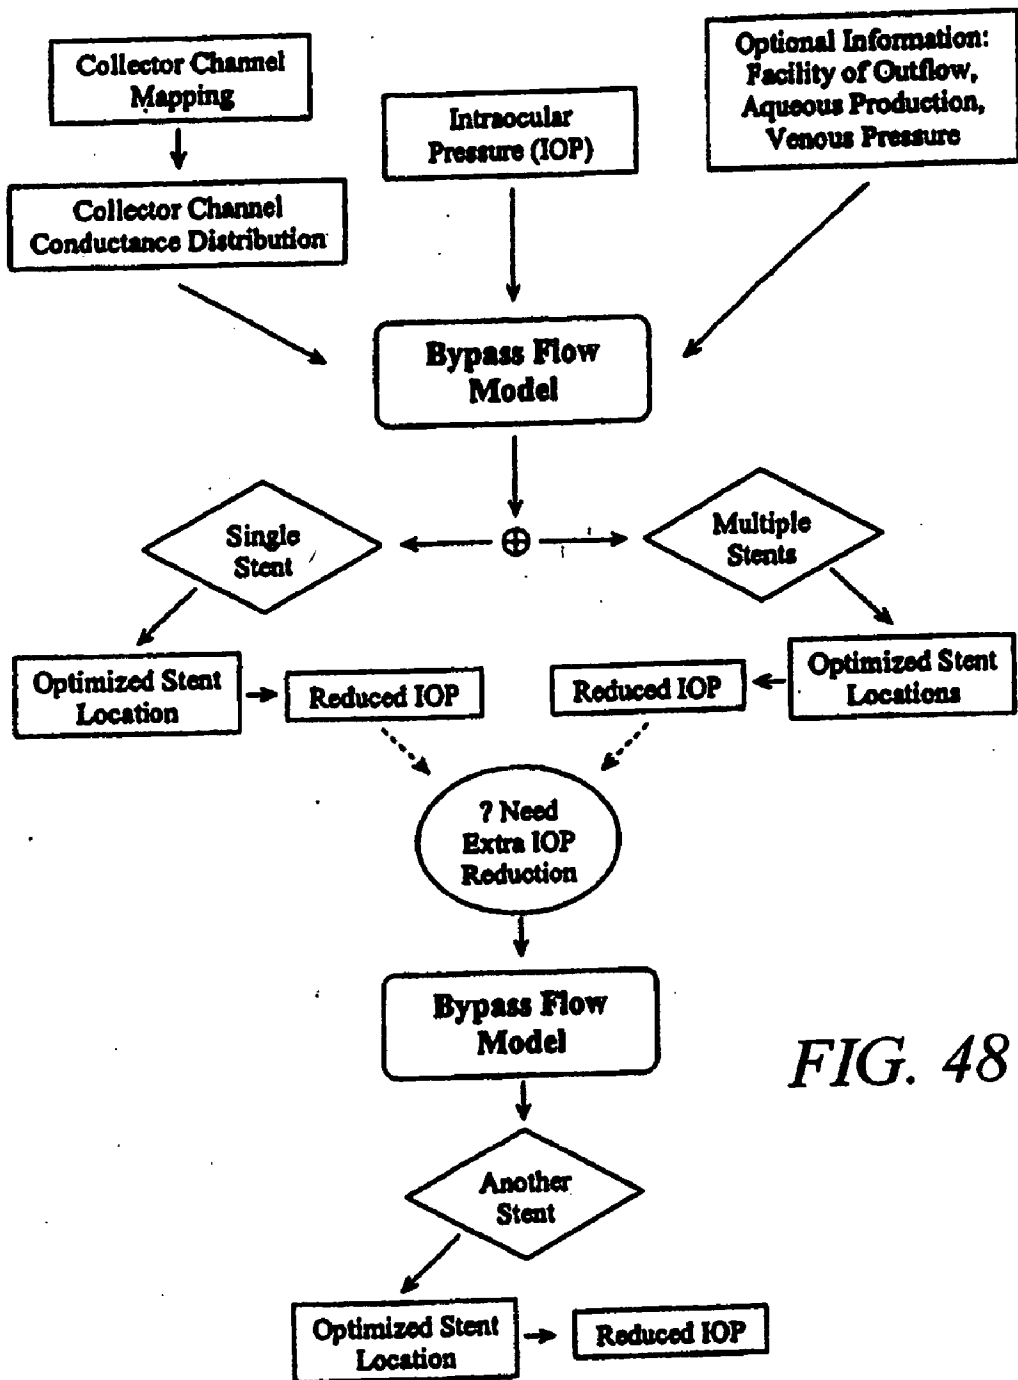 Collector Channel
Mapping
Intraocular
Pressure (IOP)
Optional Information:
Facility of Outflow,
Aqueous Production,
Venous Pressure
Collector Channel
Conductance Distribution
Bypass Flow
Model
Single
Stent
Multiple
Stents
Optimized Stent
Location
Reduced IOP
Reduced IOP
Optimized Stent
Locations
? Need
Extra IOP
Reduction
Bypass Flow
Model
FIG. 48
Another
Stent
Optimized Stent
Location
Reduced IOP